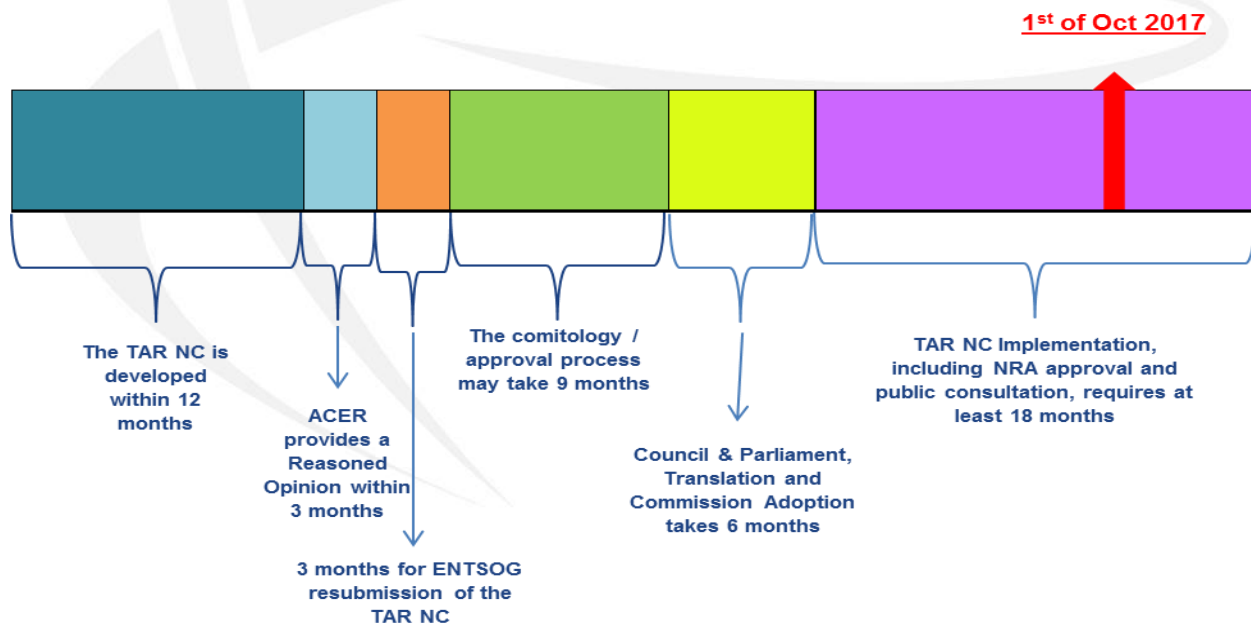 1st of Oct 2017
The TAR NC is
developed
within 12
months
ACER
provides a
Reasoned
Opinion within
3 months
3 months for ENTSOG
resubmission of the
TAR NC
The comitology /
approval process
may take 9 months
Council & Parliament,
Translation and
Commission Adoption
takes 6 months
TAR NC Implementation,
including NRA approval and
public consultation, requires at
least 18 months